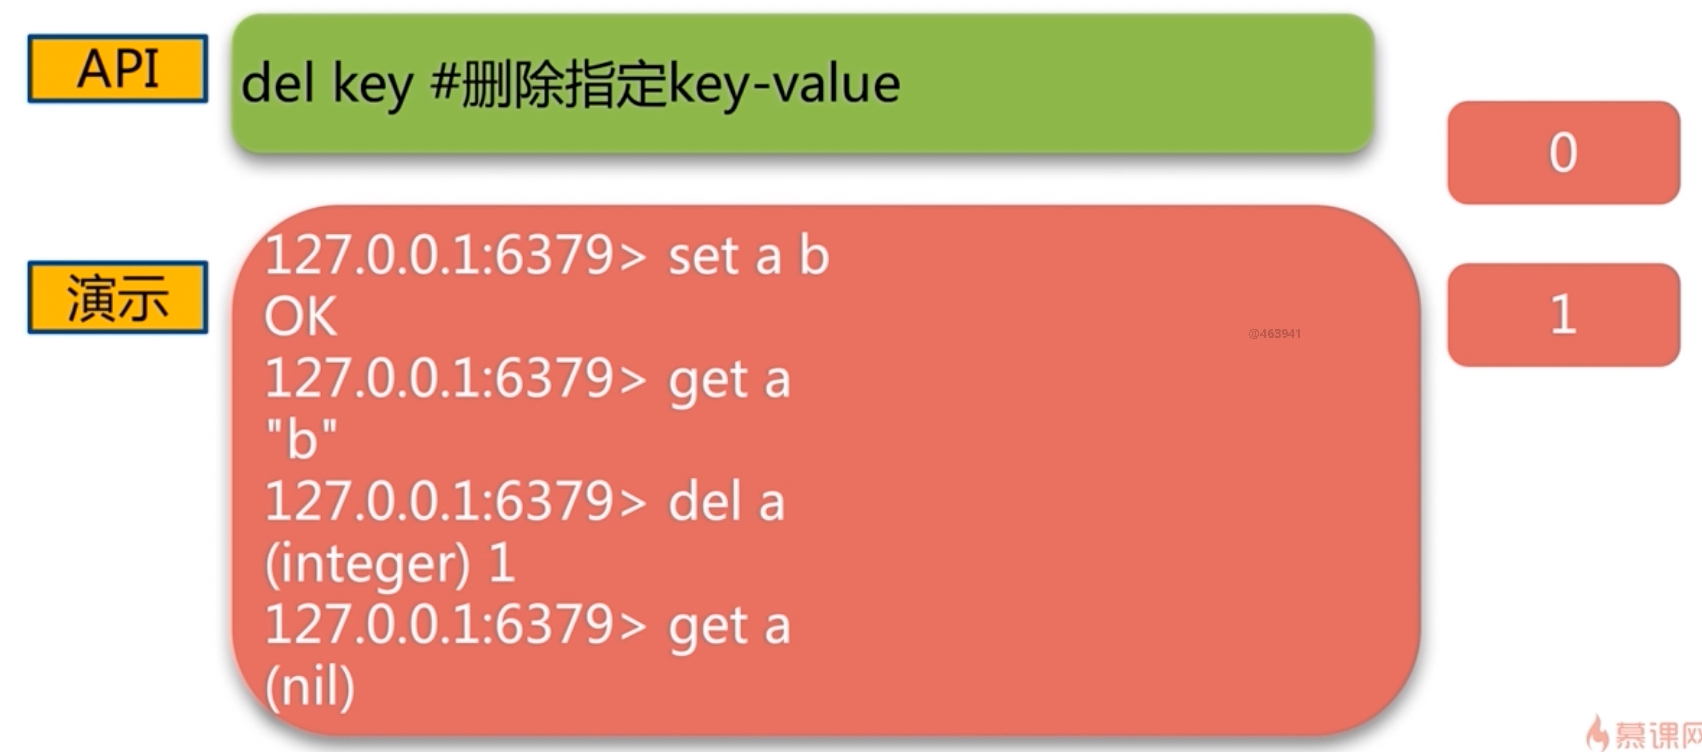 API
del key #删除指定key-value
0
演示
127.0.0.1:6379> set a b
OK
1
@463941
127.0.0.1:6379> get a
"b"
127.0.0.1:6379> del a
(integer) 1
127.0.0.1:6379> get a
(nil)
慕课网